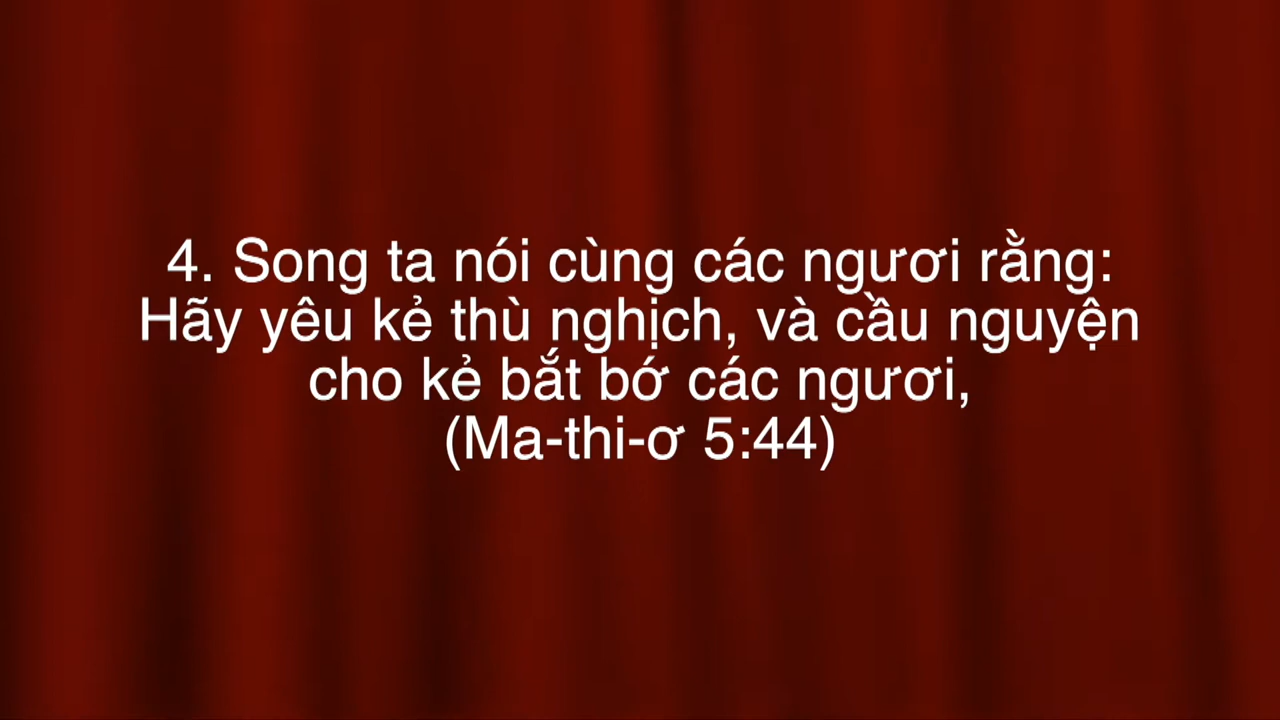 4. Song ta nói cùng các ngươi rằng:
Hãy yêu kẻ thù nghịch, và cầu nguyện
cho kẻ bắt bớ các ngươi,
(Ma-thi-ơ 5:44)